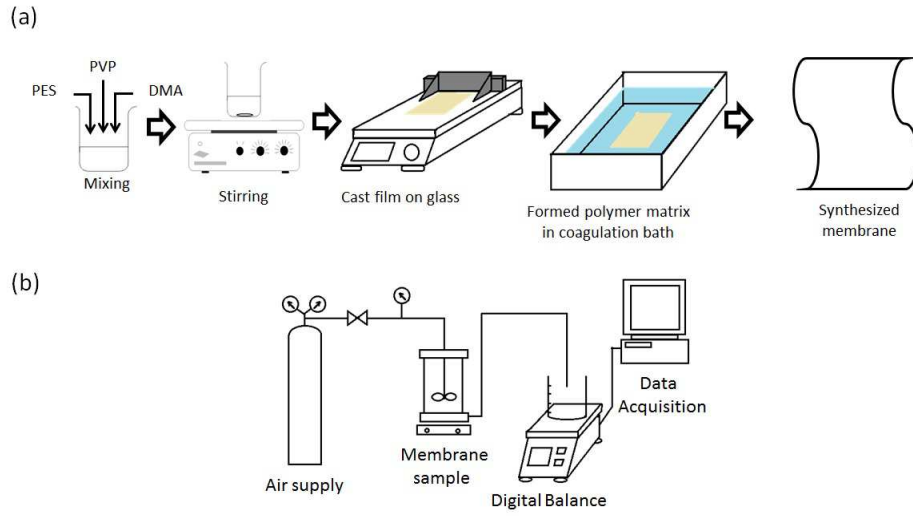 (a)
PVP
PES
DMA
Mixing
Stirring
Cast film on glass
Formed polymer matrix
in coagulation bath
Synthesized
membrane
(b)
Air supply
Membrane
sample
Digital Balance
Data
Acquisition